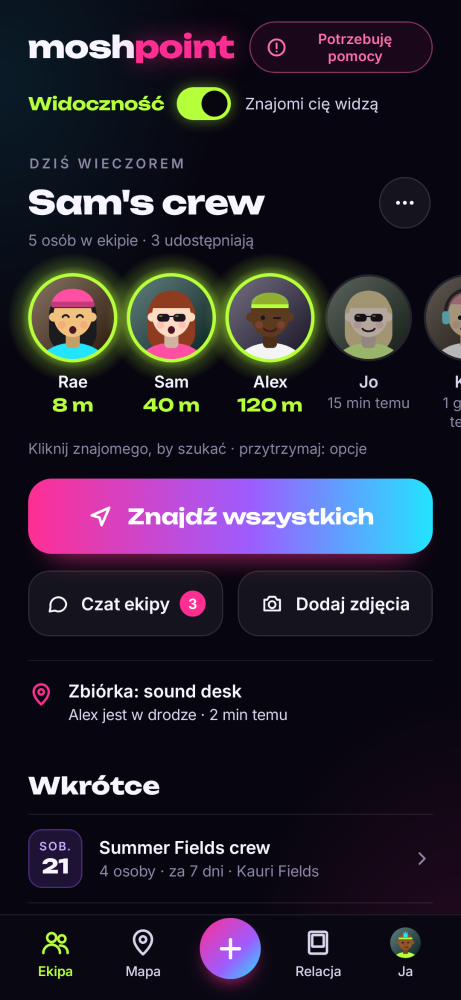 moshpoint
Potrzebuję
pomocy
Widoczność
Znajomi cię widzą
DZIŚ WIECZOREM
Sam's crew
5 osób w ekipie · 3 udostępniają
Rae
Sam
Alex
Jo
K
8 m
40 m
120 m
15 min temu
1 g
te
Kliknij znajomego, by szukać · przytrzymaj: opcje
Znajdź wszystkich
Czat ekipy 3
Dodaj zdjęcia
Zbiórka: sound desk
Alex jest w drodze · 2 min temu
Wkrótce
SOB.
21
Summer Fields crew
4 osoby · za 7 dni · Kauri Fields
Ekipa
Mapa
Relacja
Ja